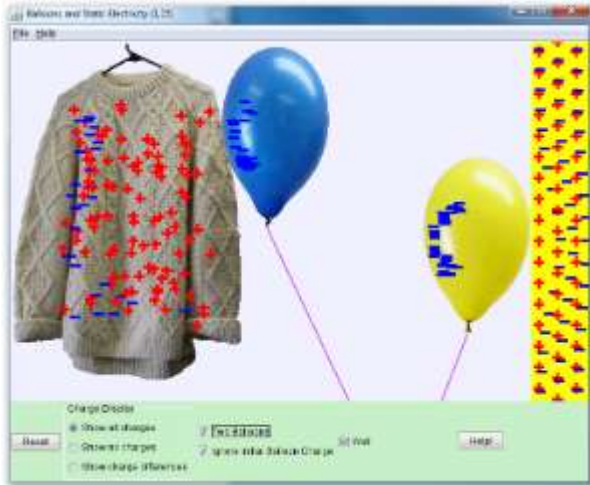 Balloons and Static Electricity (1.25)
File Help
Charge Display
Show all charges
Show no charges
Show charge differences
Reset
Two Balloons
Ignore Initial Balloon Charge
Wall
Help!